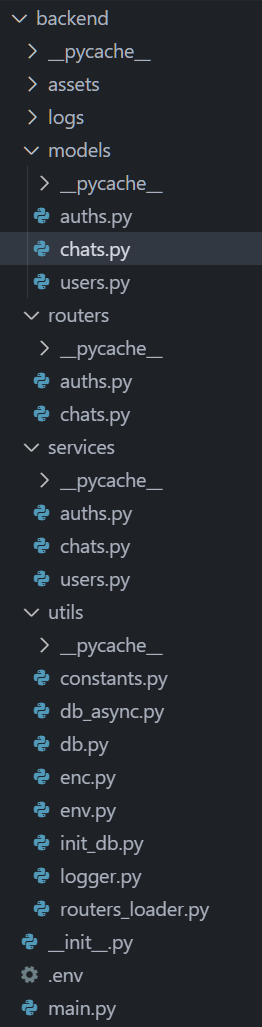 backend
__pycache__
assets
logs
models
__pycache__
auths.py
chats.py
users.py
routers
__pycache__
auths.py
chats.py
services
__pycache__
auths.py
chats.py
users.py
utils
__pycache__
constants.py
db_async.py
db.py
enc.py
env.py
init_db.py
logger.py
routers_loader.py
__init__.py
.env
main.py